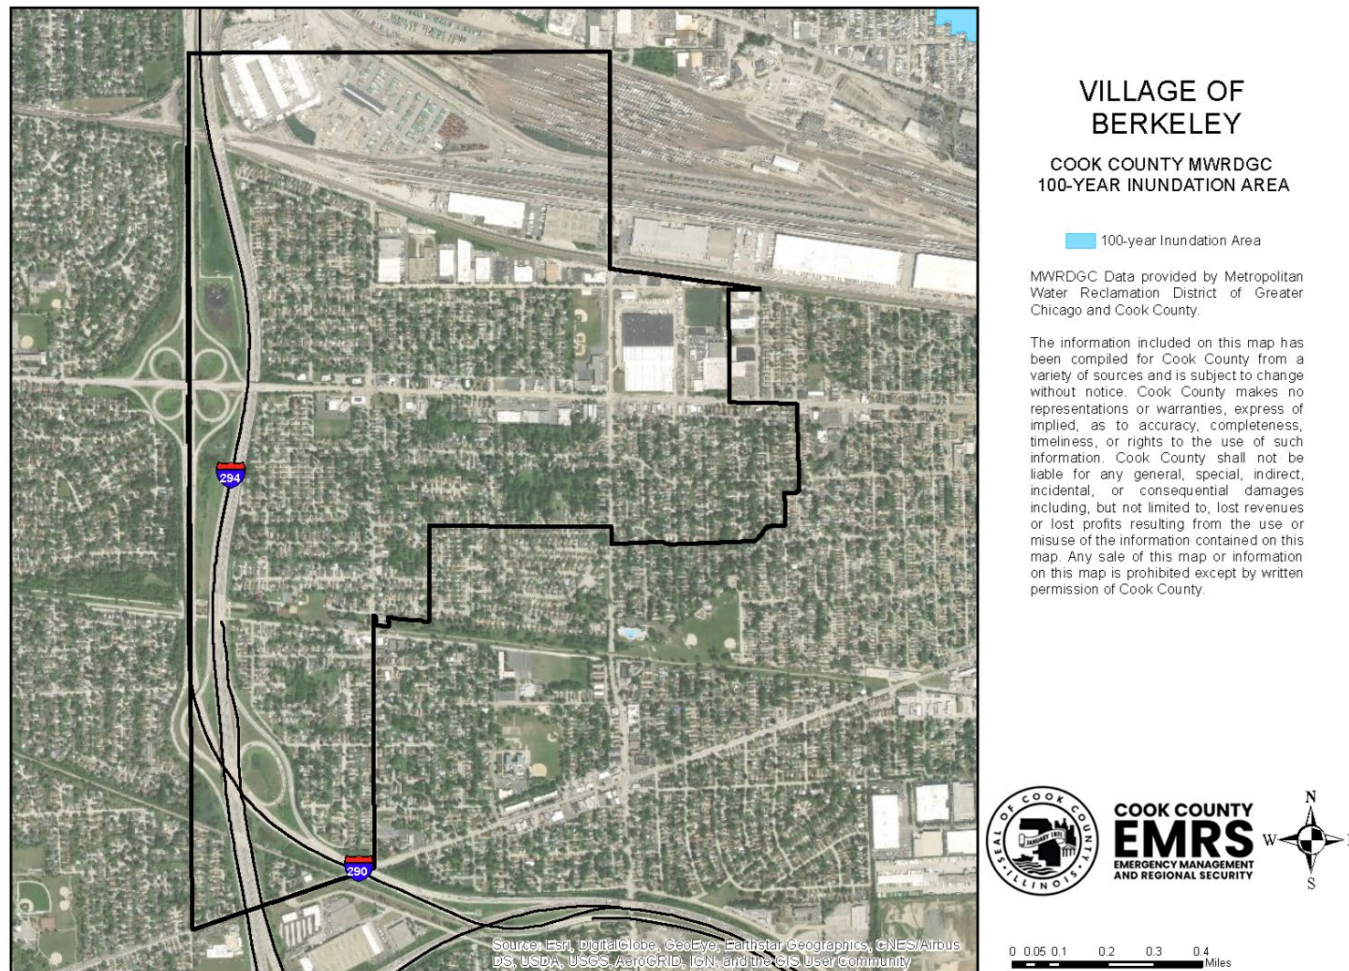 VILLAGE OF
BERKELEY
COOK COUNTY MWRDGC
100-YEAR INUNDATION AREA
100-year Inundation Area
MWRDGC Data provided by Metropolitan
Water Reclamation District of Greater
Chicago and Cook County.
The information included on this map has
been compiled for Cook County from a
variety of sources and is subject to change
without notice. Cook County makes no
representations or warranties, express of
implied, as to accuracy, completeness,
timeliness, or rights to the use of such
information. Cook County shall not be
liable for any general, special, indirect,
incidental, or consequential damages
including, but not limited to, lost revenues
or lost profits resulting from the use or
misuse of the information contained on this
map. Any sale of this map or information
on this map is prohibited except by written
permission of Cook County.
294
290
SEAL OF COOK COUNTY
JANUARY 1831
ILLINOIS
COOK COUNTY
EMRS
EMERGENCY MANAGEMENT
AND REGIONAL SECURITY
N
W
S
Source: Esri, DigitalGlobe, GeoEye, Earthstar Geographics, CNES/Airbus
DS, USDA, USGS, AeroGRID, IGN, and the GIS User Community
0 0.05 0.1 0.2 0.3 0.4
Miles